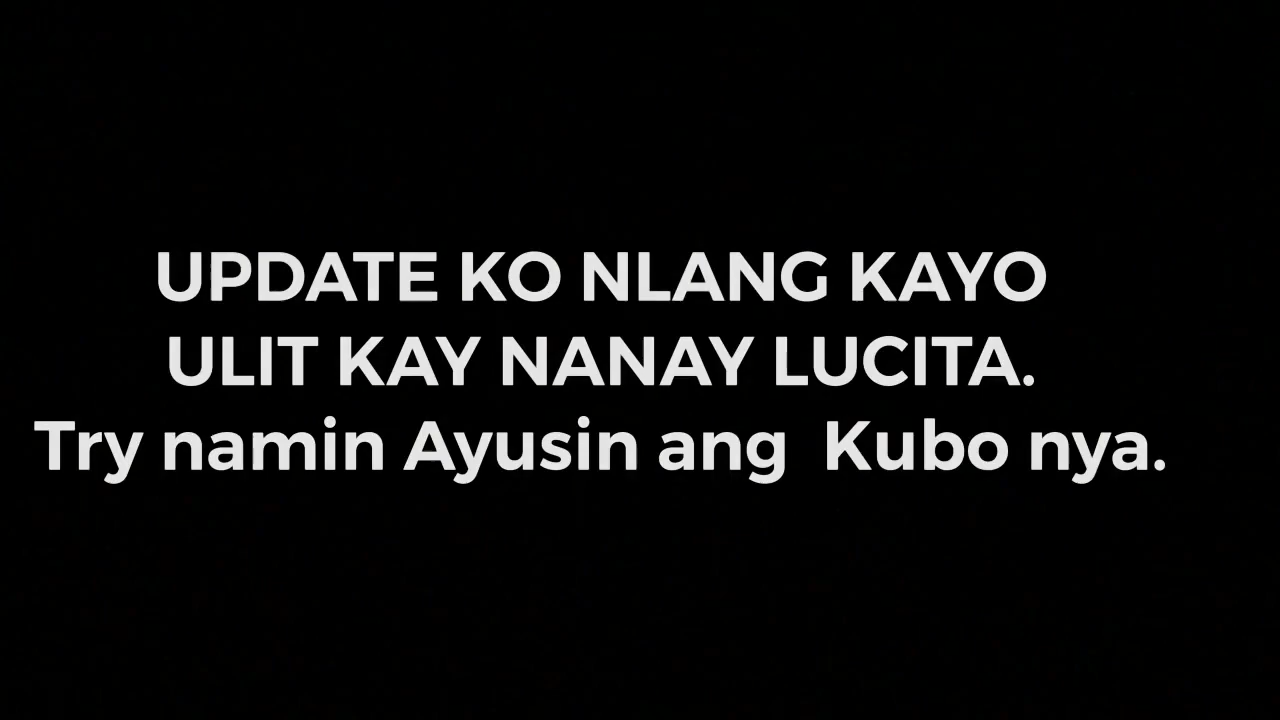 UPDATE KO NLANG KAYO
ULIT KAY NANAY LUCITA.
Try namin Ayusin ang  Kubo nya.